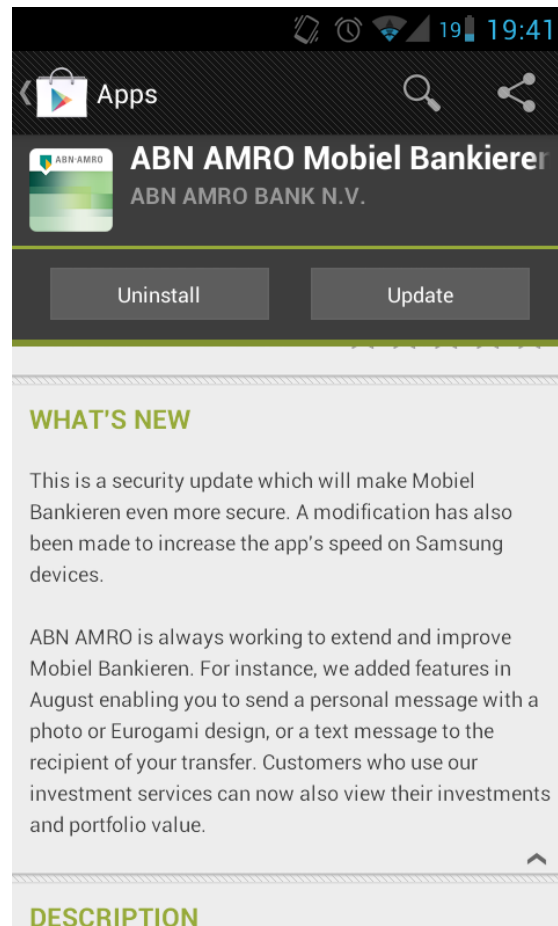 19 19:41
Apps
ABN·AMRO
ABN AMRO Mobiel Bankieren
ABN AMRO BANK N.V.
Uninstall Update
WHAT'S NEW
This is a security update which will make Mobiel
Bankieren even more secure. A modification has also
been made to increase the app's speed on Samsung
devices.
ABN AMRO is always working to extend and improve
Mobiel Bankieren. For instance, we added features in
August enabling you to send a personal message with a
photo or Eurogami design, or a text message to the
recipient of your transfer. Customers who use our
investment services can now also view their investments
and portfolio value.
DESCRIPTION